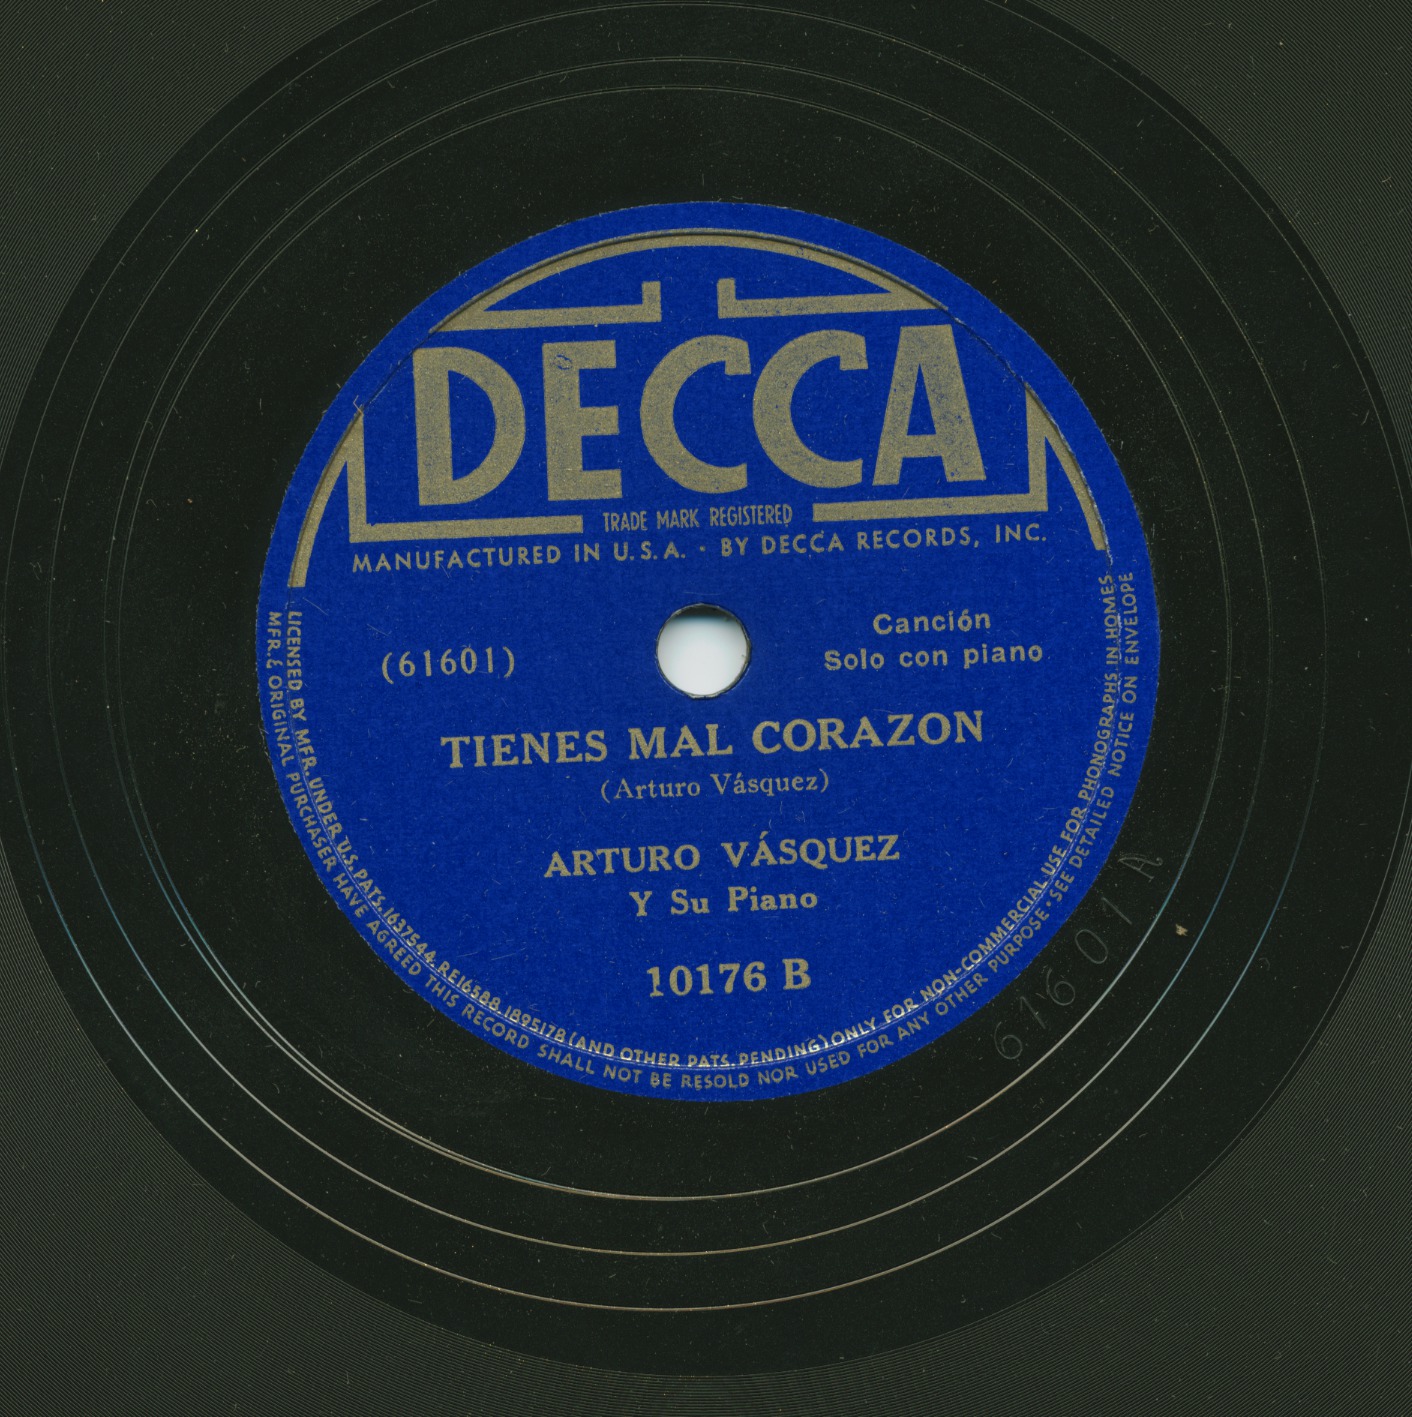 DECCA
TRADE MARK REGISTERED
MANUFACTURED IN U.S.A. · BY DECCA RECORDS, INC.
(61601)
Canción
Solo con piano
TIENES MAL CORAZON
(Arturo Vásquez)
ARTURO VÁSQUEZ
Y Su Piano
10176 B
LICENSED BY MFR. UNDER U.S. PATS. 1637544, RE16588, 1895178 (AND OTHER PATS. PENDING) ONLY FOR NON-COMMERCIAL USE FOR PHONOGRAPHS IN HOMES
MFR. & ORIGINAL PURCHASER HAVE AGREED THIS RECORD SHALL NOT BE RESOLD NOR USED FOR ANY OTHER PURPOSE · SEE DETAILED NOTICE ON ENVELOPE
61601 A